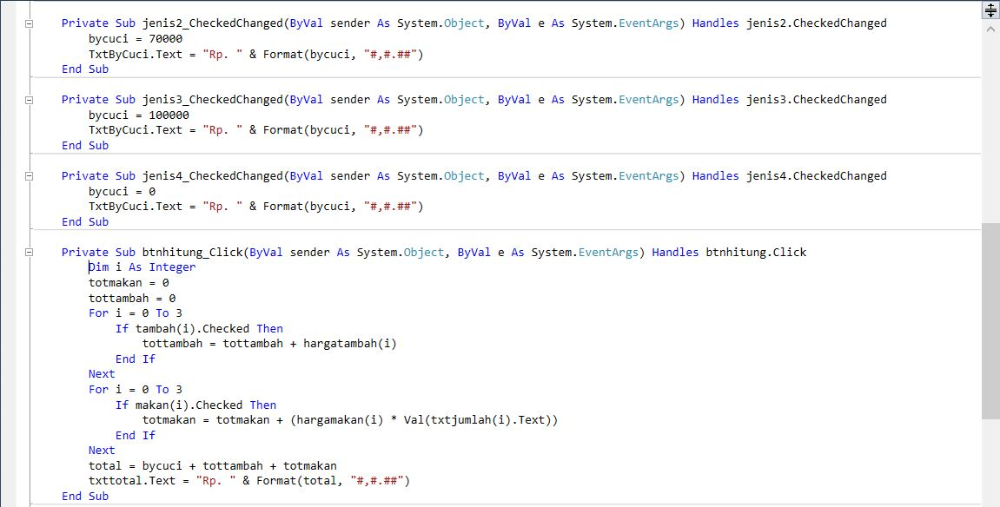 Private Sub jenis2_CheckedChanged(ByVal sender As System.Object, ByVal e As System.EventArgs) Handles jenis2.CheckedChanged
bycuci = 70000
TxtByCuci.Text = "Rp. " & Format(bycuci, "#,#.##")
End Sub
Private Sub jenis3_CheckedChanged(ByVal sender As System.Object, ByVal e As System.EventArgs) Handles jenis3.CheckedChanged
bycuci = 100000
TxtByCuci.Text = "Rp. " & Format(bycuci, "#,#.##")
End Sub
Private Sub jenis4_CheckedChanged(ByVal sender As System.Object, ByVal e As System.EventArgs) Handles jenis4.CheckedChanged
bycuci = 0
TxtByCuci.Text = "Rp. " & Format(bycuci, "#,#.##")
End Sub
Private Sub btnhitung_Click(ByVal sender As System.Object, ByVal e As System.EventArgs) Handles btnhitung.Click
Dim i As Integer
totmakan = 0
tottambah = 0
For i = 0 To 3
If tambah(i).Checked Then
tottambah = tottambah + hargatambah(i)
End If
Next
For i = 0 To 3
If makan(i).Checked Then
totmakan = totmakan + (hargamakan(i) * Val(txtjumlah(i).Text))
End If
Next
total = bycuci + tottambah + totmakan
txttotal.Text = "Rp. " & Format(total, "#,#.##")
End Sub